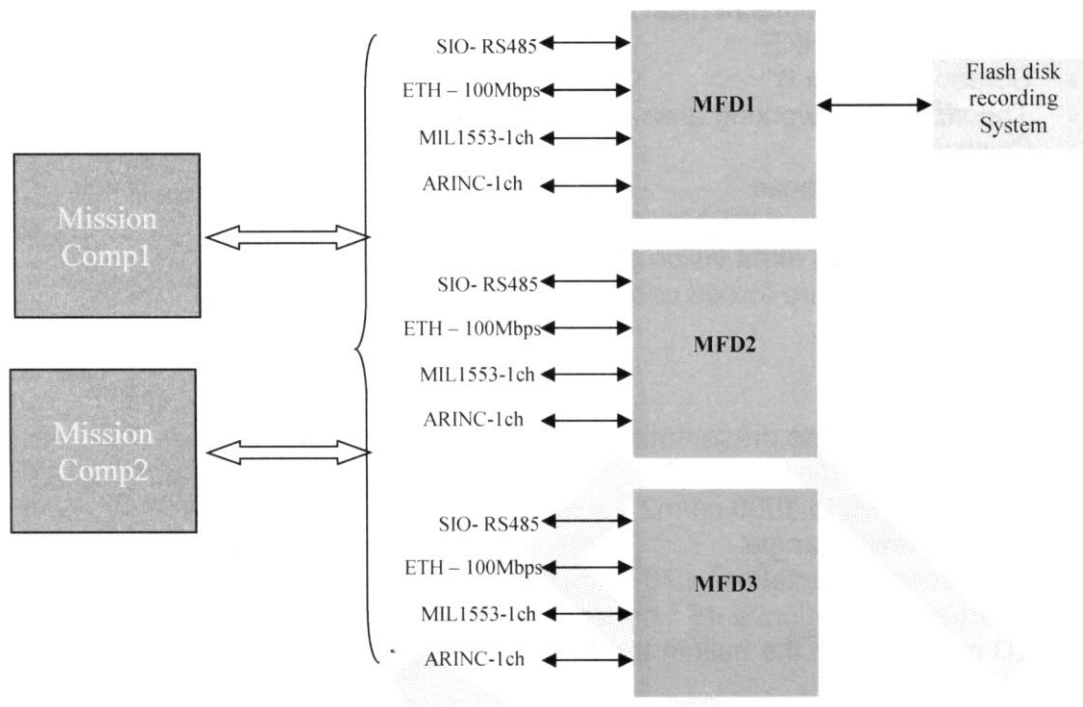 SIO- RS485
ETH – 100Mbps
MIL1553-1ch
ARINC-1ch
MFD1
Flash disk
recording
System
Mission
Comp1
SIO- RS485
ETH – 100Mbps
MIL1553-1ch
ARINC-1ch
MFD2
Mission
Comp2
SIO- RS485
ETH – 100Mbps
MIL1553-1ch
ARINC-1ch
MFD3